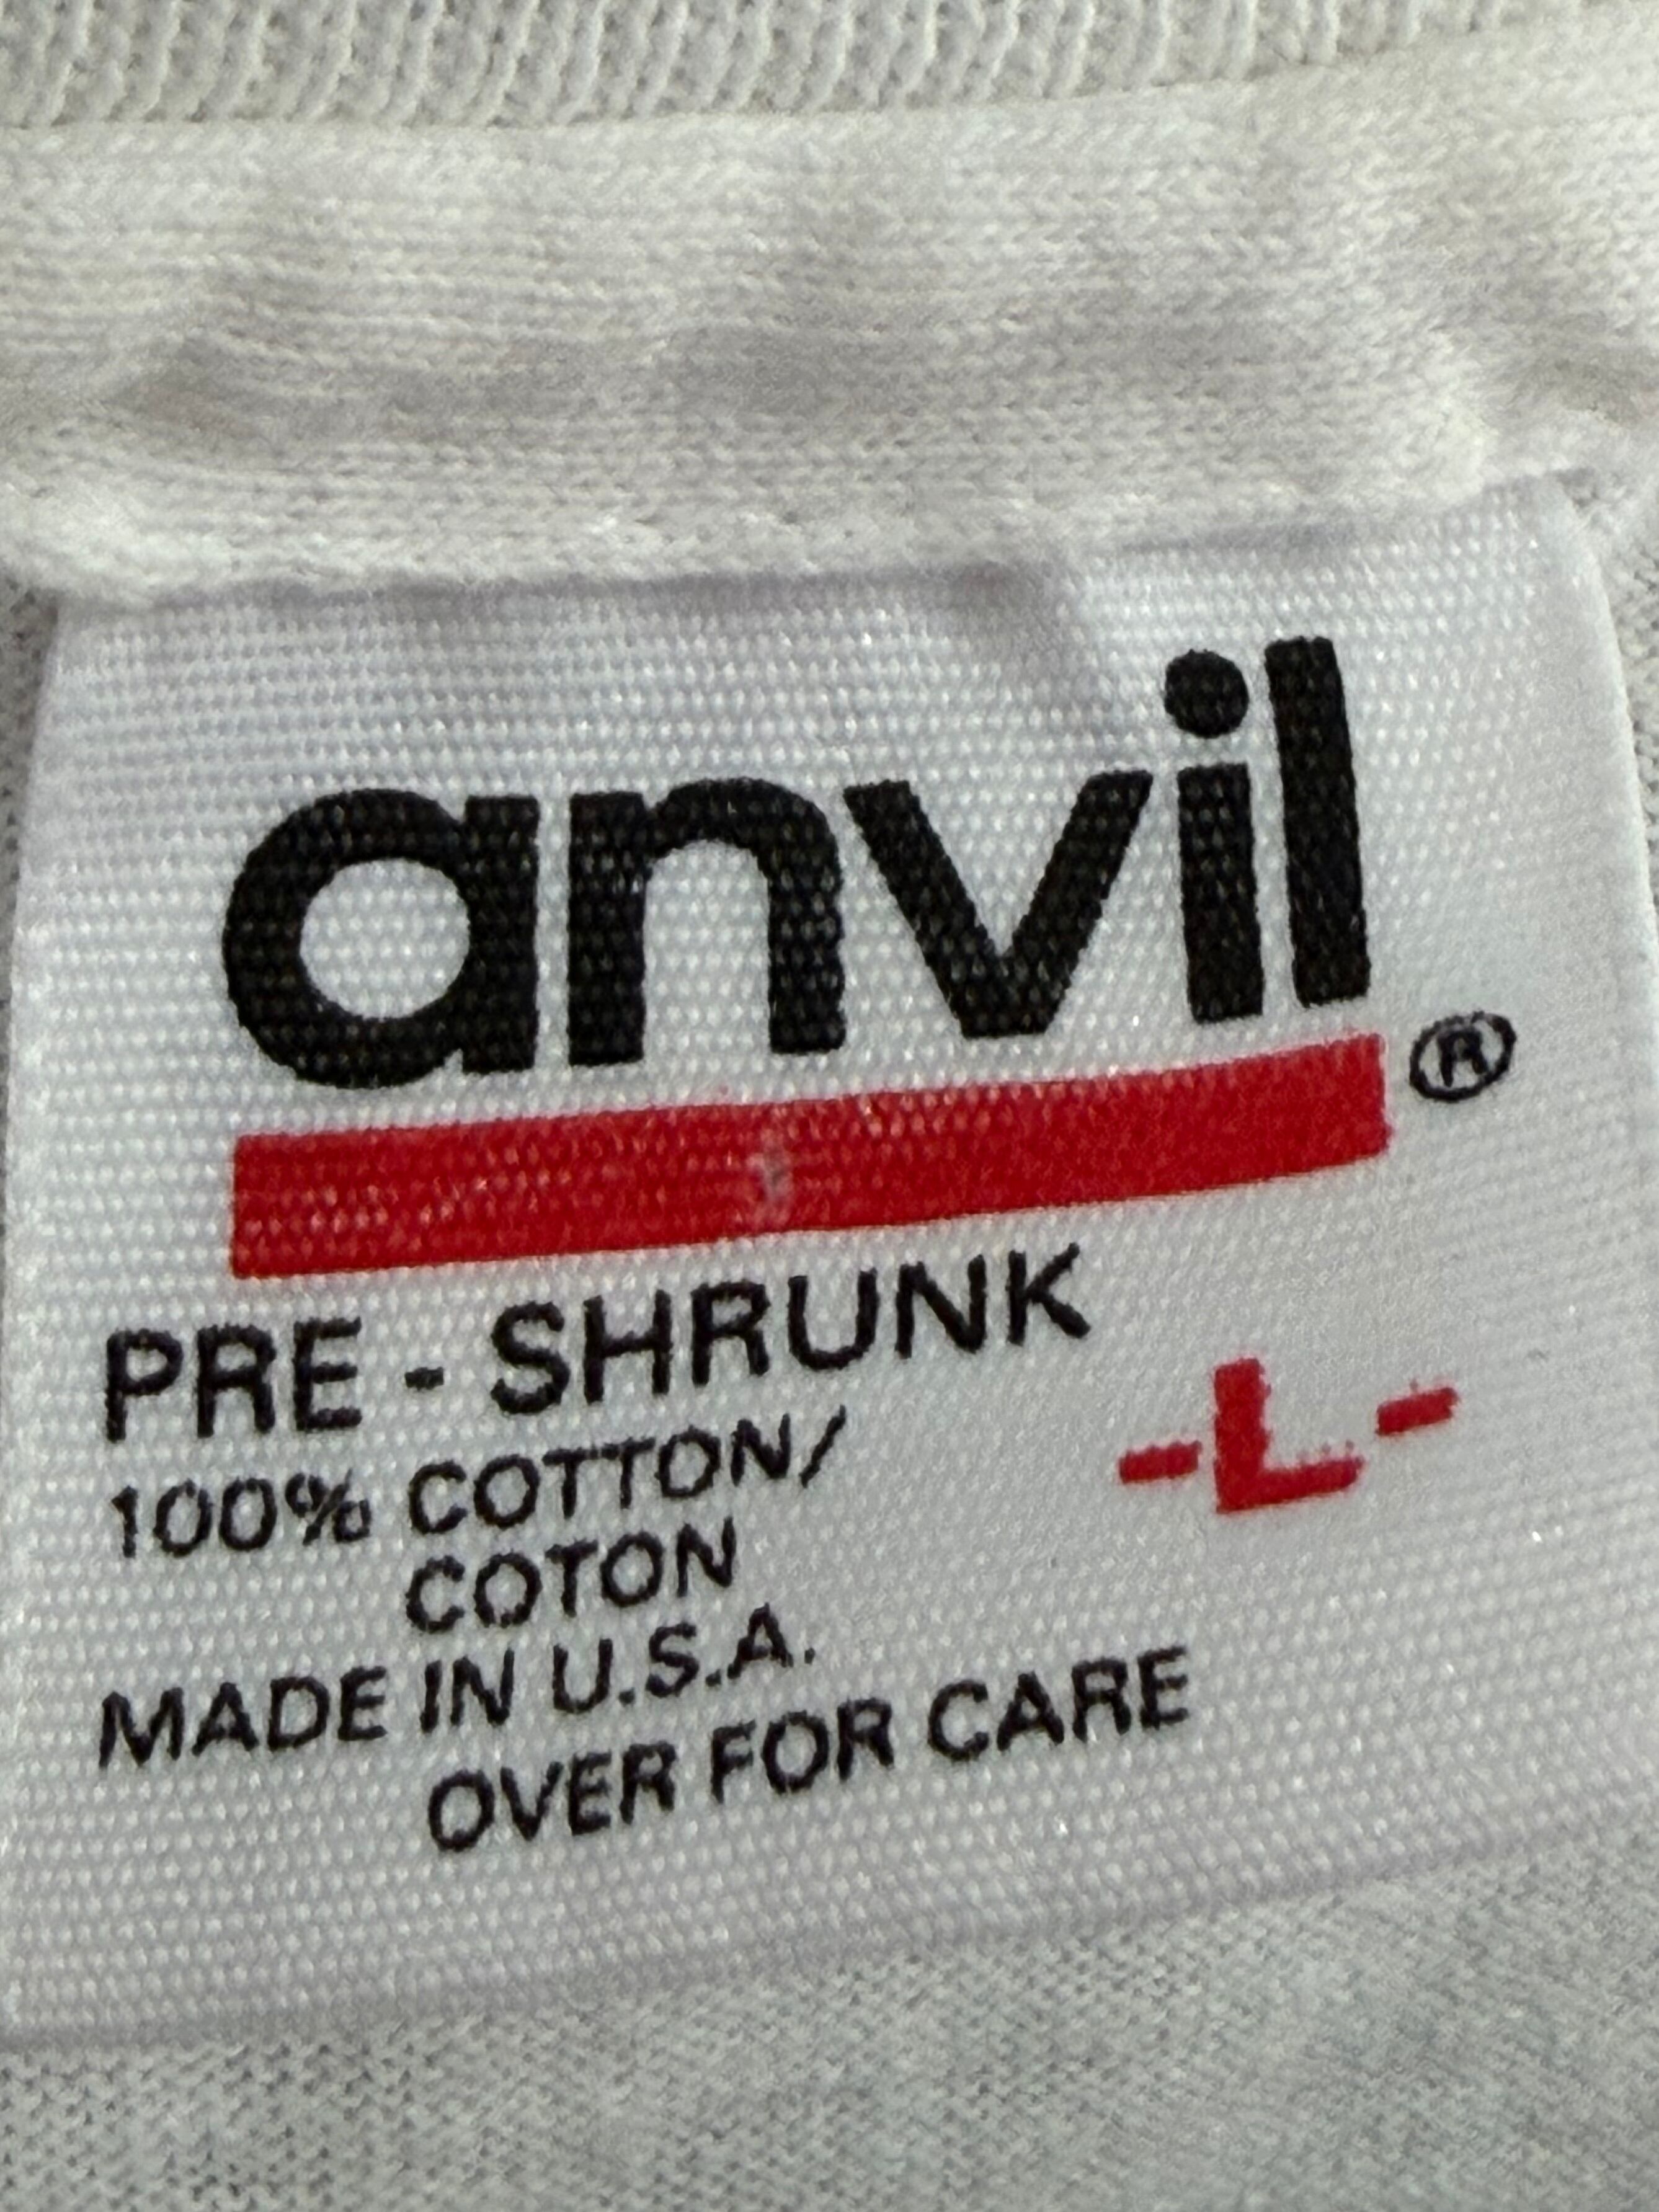 anvil®
PRE - SHRUNK
-L-
100% COTTON/
COTON
MADE IN U.S.A.
OVER FOR CARE